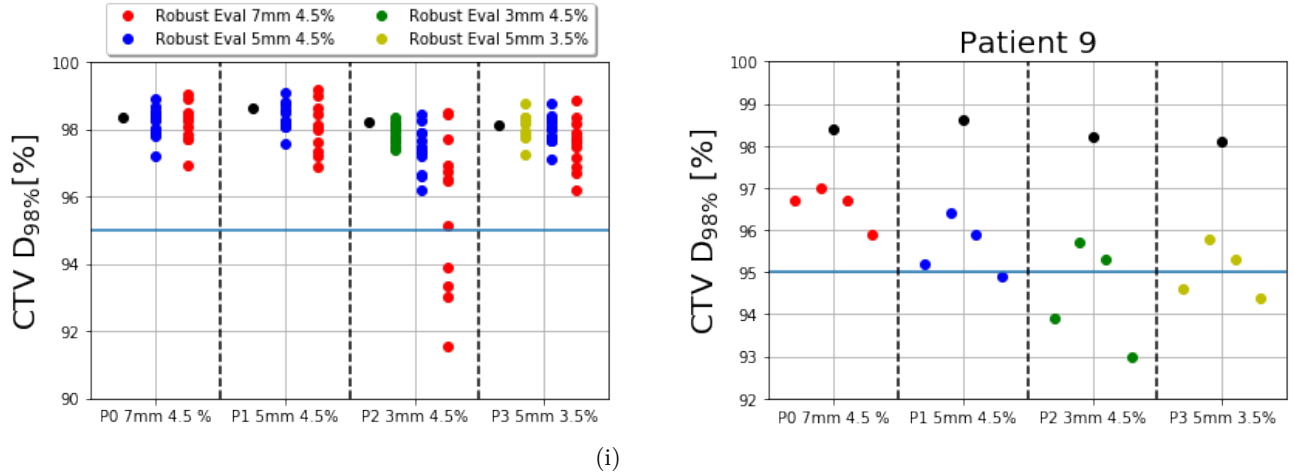 Robust Eval 7mm 4.5%
Robust Eval 3mm 4.5%
Robust Eval 5mm 4.5%
Robust Eval 5mm 3.5%
CTV D98%[%]
100
98
96
94
92
90
P0 7mm 4.5 %
P1 5mm 4.5%
P2 3mm 4.5%
P3 5mm 3.5%
Patient 9
CTV D98% [%]
100
99
98
97
96
95
94
93
92
P0 7mm 4.5 %
P1 5mm 4.5%
P2 3mm 4.5%
P3 5mm 3.5%
(i)